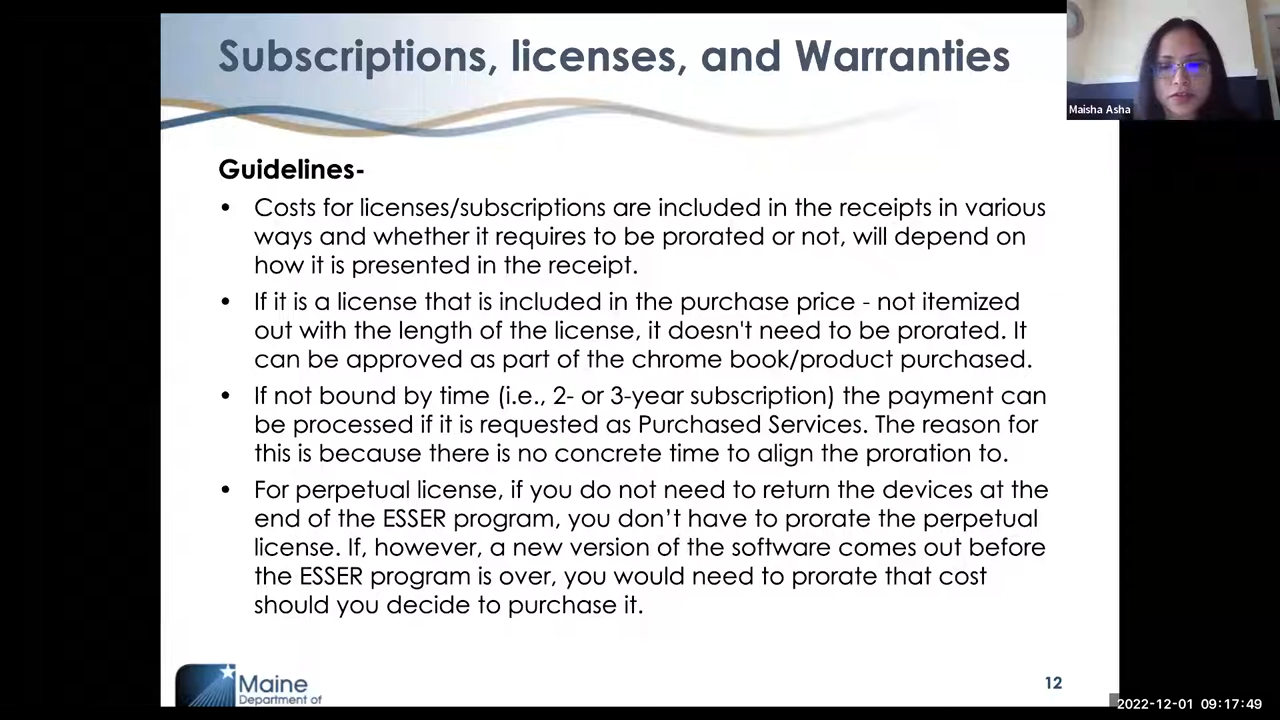 Subscriptions, licenses, and Warranties
Maisha Asha
Guidelines-
• Costs for licenses/subscriptions are included in the receipts in various
ways and whether it requires to be prorated or not, will depend on
how it is presented in the receipt.
• If it is a license that is included in the purchase price - not itemized
out with the length of the license, it doesn't need to be prorated. It
can be approved as part of the chrome book/product purchased.
• If not bound by time (i.e., 2- or 3-year subscription) the payment can
be processed if it is requested as Purchased Services. The reason for
this is because there is no concrete time to align the proration to.
• For perpetual license, if you do not need to return the devices at the
end of the ESSER program, you don’t have to prorate the perpetual
license. If, however, a new version of the software comes out before
the ESSER program is over, you would need to prorate that cost
should you decide to purchase it.
Maine
Department of
12
2022-12-01 09:17:49